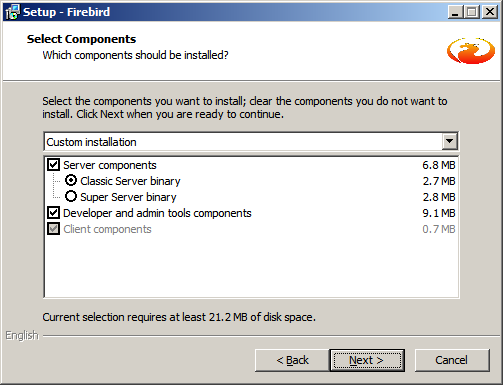 Setup - Firebird
Select Components
Which components should be installed?
Select the components you want to install; clear the components you do not want to
install. Click Next when you are ready to continue.
Custom installation
Server components 6.8 MB
Classic Server binary 2.7 MB
Super Server binary 2.8 MB
Developer and admin tools components 9.1 MB
Client components 0.7 MB
Current selection requires at least 21.2 MB of disk space.
English
< Back Next > Cancel